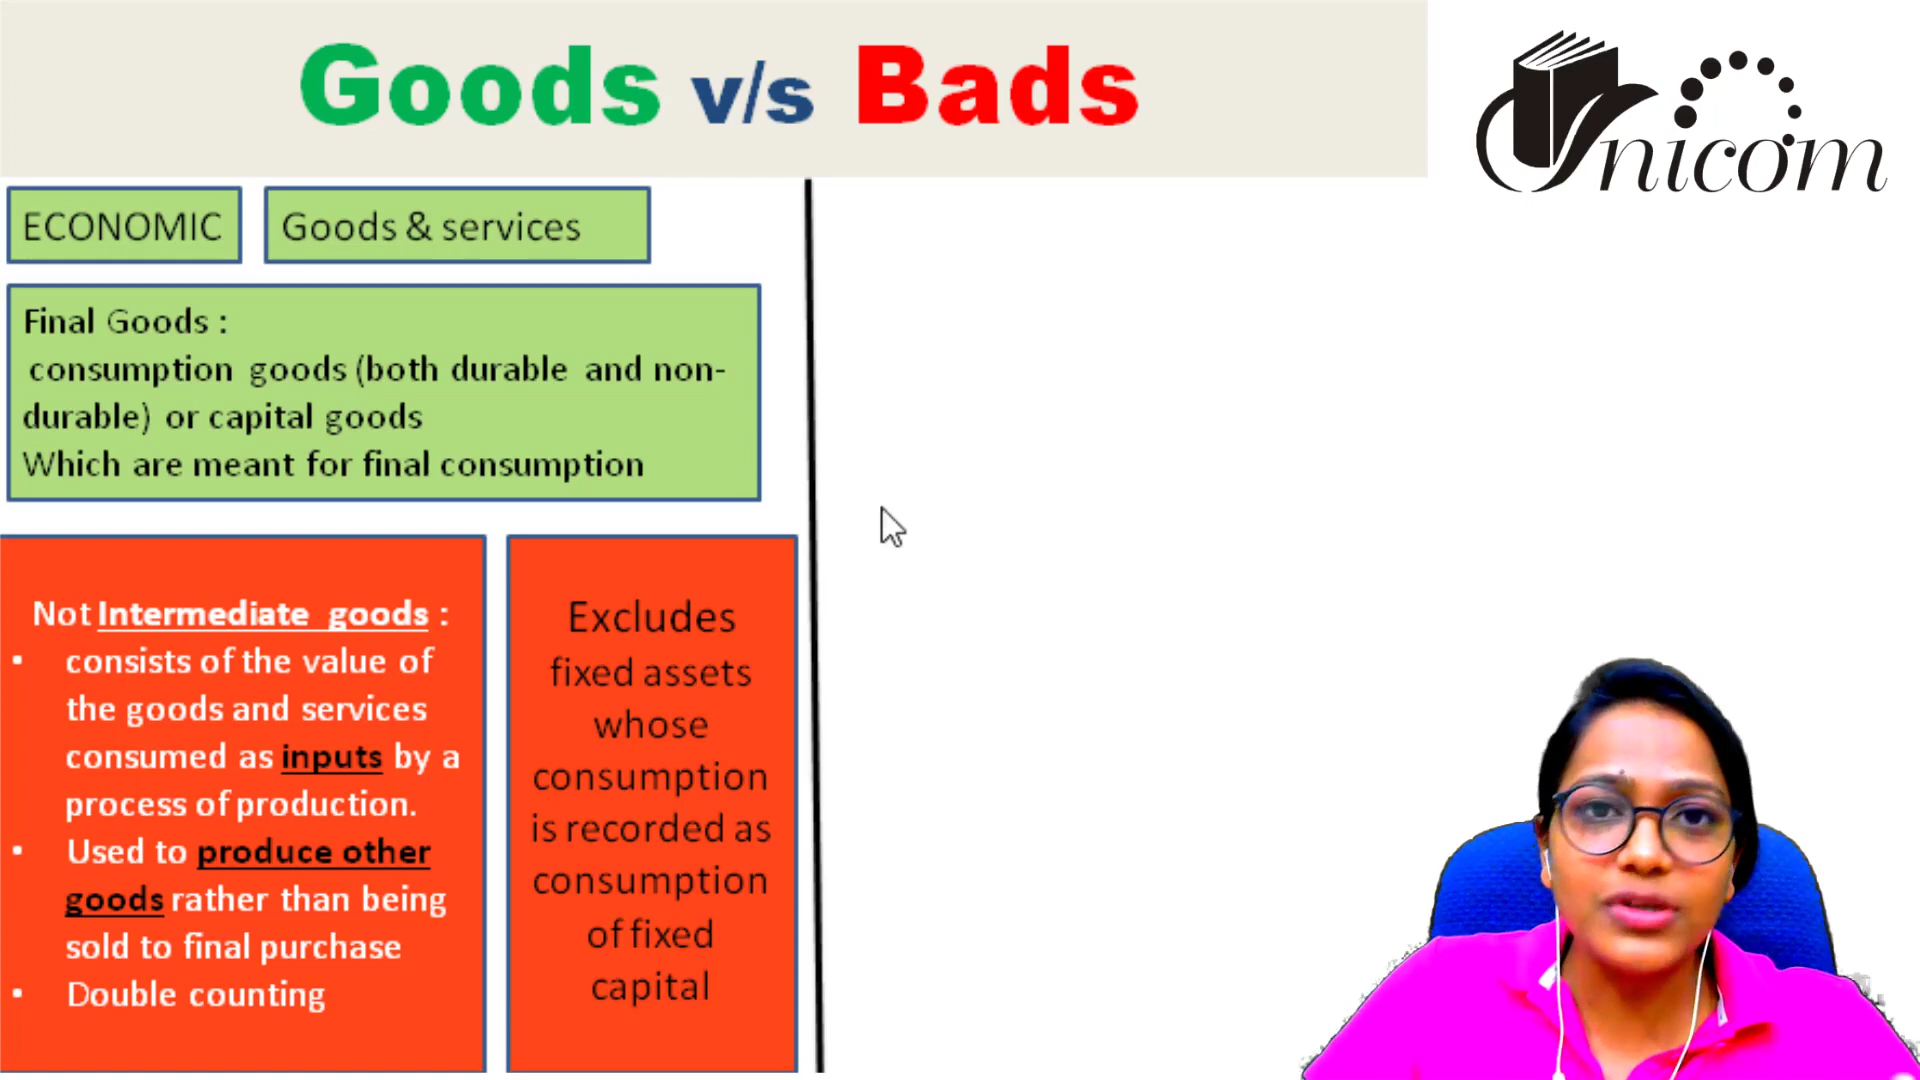 Goods v/s Bads
Unicom
ECONOMIC
Goods & services
Final Goods :
consumption goods (both durable and non-
durable) or capital goods
Which are meant for final consumption
Not Intermediate goods :
• consists of the value of
the goods and services
consumed as inputs by a
process of production.
• Used to produce other
goods rather than being
sold to final purchase
• Double counting
Excludes
fixed assets
whose
consumption
is recorded as
consumption
of fixed
capital